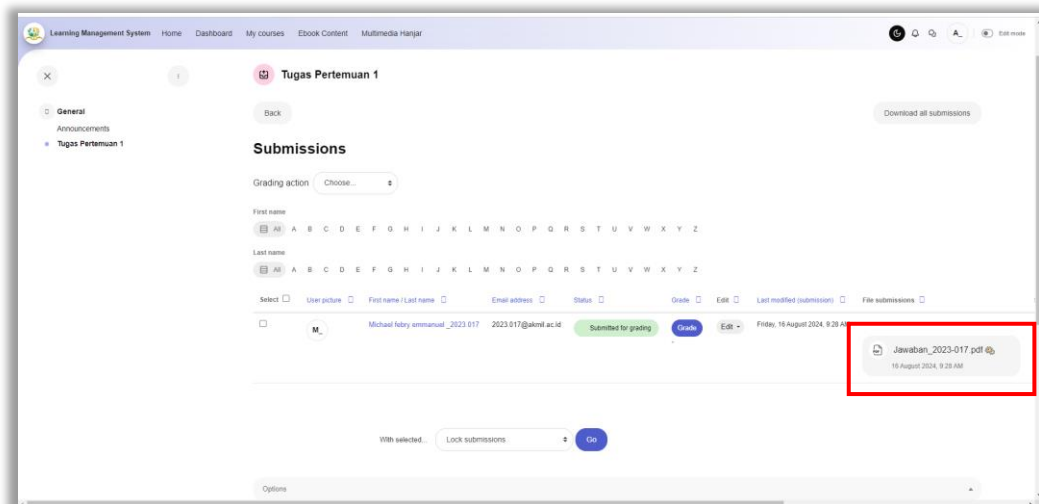 Learning Management System Home Dashboard My courses Ebook Content Multimedia Hanjar A_ Edit mode
Tugas Pertemuan 1
General
Announcements
Tugas Pertemuan 1
Back Download all submissions
Submissions
Grading action Choose...
First name
All A B C D E F G H I J K L M N O P Q R S T U V W X Y Z
Last name
All A B C D E F G H I J K L M N O P Q R S T U V W X Y Z
Select User picture First name / Last name Email address Status Grade Edit Last modified (submission) File submissions
M_ Michael febry emmanuel _2023.017 2023.017@akmil.ac.id Submitted for grading Grade Edit Friday, 16 August 2024, 9:28 AM
-
Jawaban_2023-017.pdf
16 August 2024, 9:28 AM
With selected... Lock submissions Go
Options